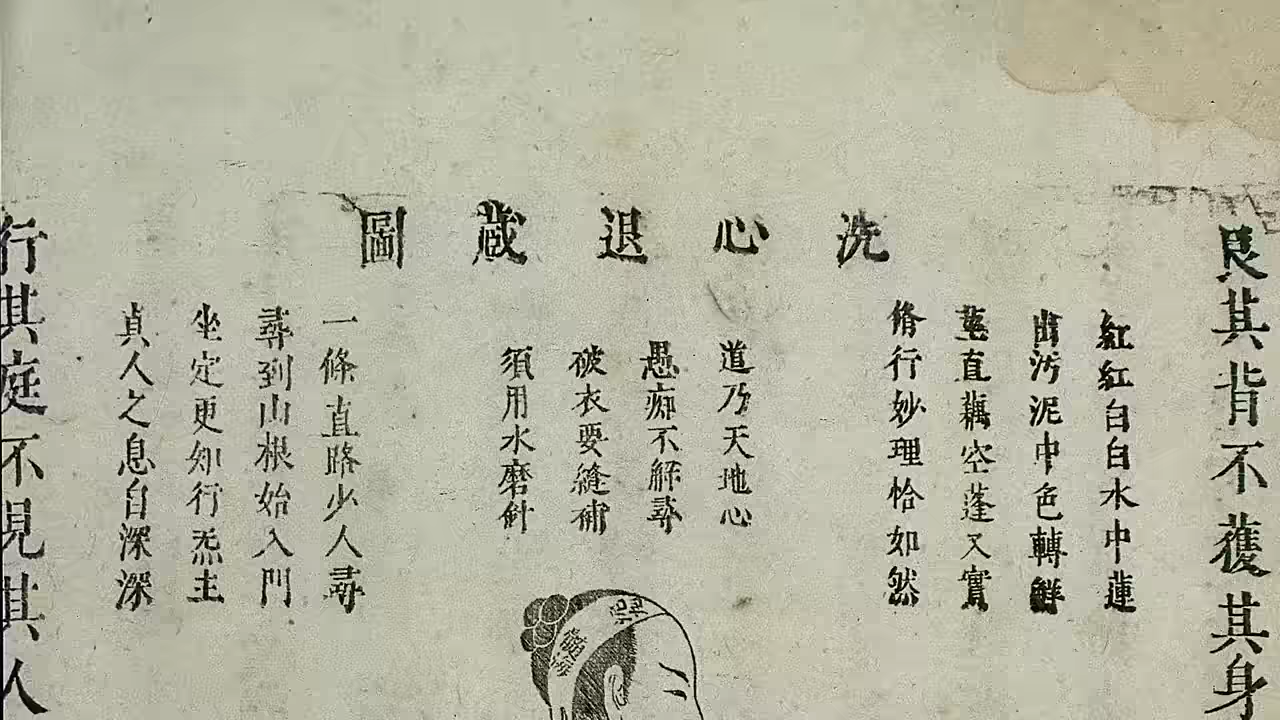 艮其背不獲其身
洗心退藏圖
紅紅白白水中蓮
出污泥中色轉鮮
莖直藕空蓬又實
脩行妙理恰如然
道乃天地心
愚痴不解尋
破衣要縫補
須用水磨針
一條直路少人尋
尋到山根始入門
坐定更知行炁主
真人之息自深深
行其庭不見其人